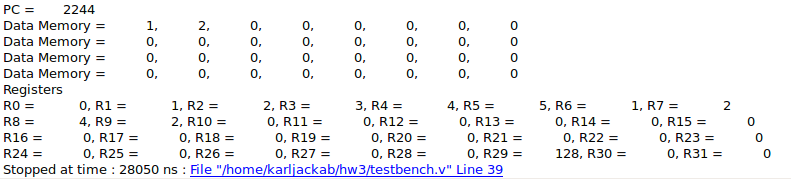 PC = 2244
Data Memory = 1, 2, 0, 0, 0, 0, 0, 0
Data Memory = 0, 0, 0, 0, 0, 0, 0, 0
Data Memory = 0, 0, 0, 0, 0, 0, 0, 0
Data Memory = 0, 0, 0, 0, 0, 0, 0, 0
Registers
R0 = 0, R1 = 1, R2 = 2, R3 = 3, R4 = 4, R5 = 5, R6 = 1, R7 = 2
R8 = 4, R9 = 2, R10 = 0, R11 = 0, R12 = 0, R13 = 0, R14 = 0, R15 = 0
R16 = 0, R17 = 0, R18 = 0, R19 = 0, R20 = 0, R21 = 0, R22 = 0, R23 = 0
R24 = 0, R25 = 0, R26 = 0, R27 = 0, R28 = 0, R29 = 128, R30 = 0, R31 = 0
Stopped at time : 28050 ns : File "/home/karljackab/hw3/testbench.v" Line 39